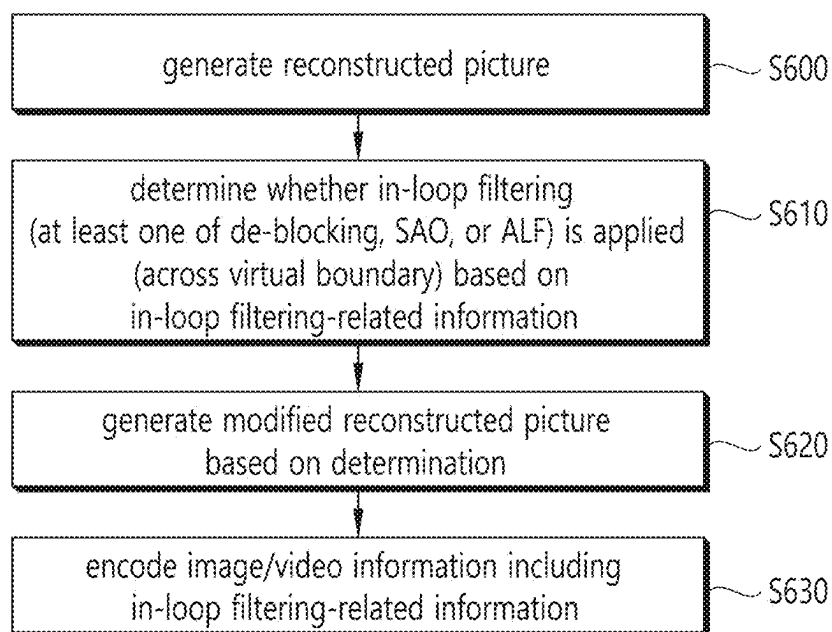 generate reconstructed picture
S600
determine whether in-loop filtering
(at least one of de-blocking, SAO, or ALF) is applied
(across virtual boundary) based on
in-loop filtering-related information
S610
generate modified reconstructed picture
based on determination
S620
encode image/video information including
in-loop filtering-related information
S630